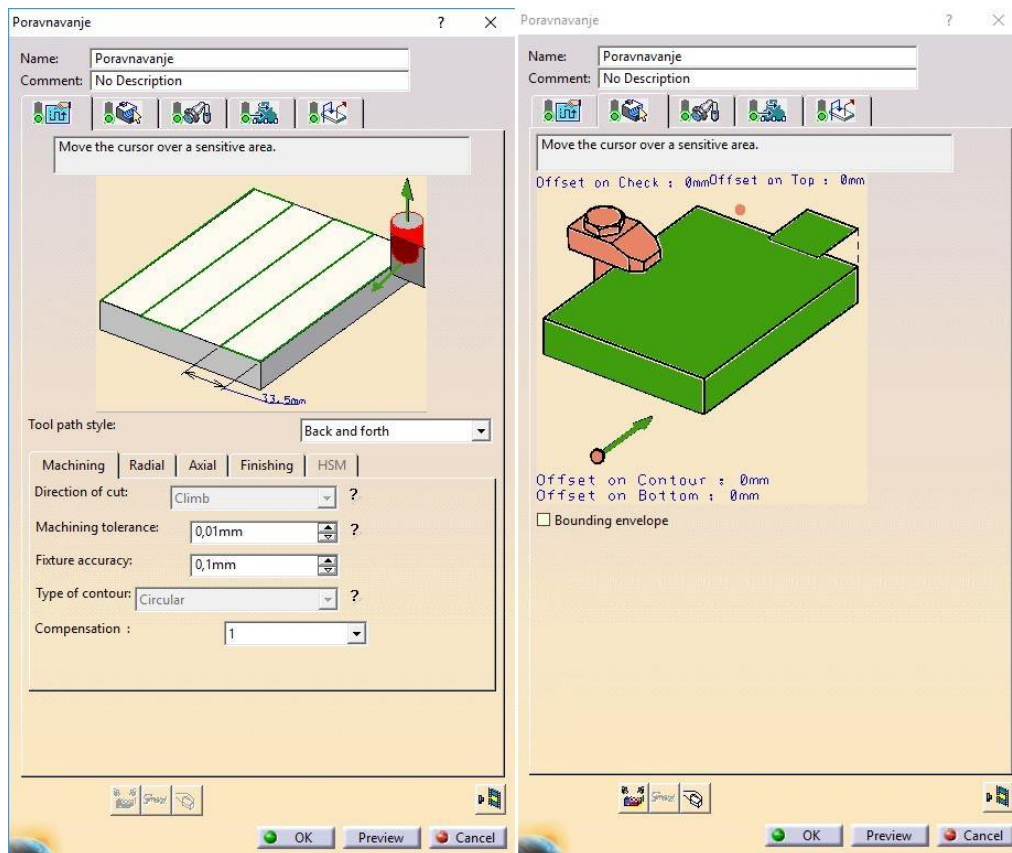 Poravnavanje ? ✕
Name: Poravnavanje
Comment: No Description
Move the cursor over a sensitive area.
33.5mm
Tool path style: Back and forth
Machining Radial Axial Finishing HSM
Direction of cut: Climb ?
Machining tolerance: 0,01mm ?
Fixture accuracy: 0,1mm
Type of contour: Circular ?
Compensation : 1
OK Preview Cancel
Poravnavanje ? ✕
Name: Poravnavanje
Comment: No Description
Move the cursor over a sensitive area.
Offset on Check : 0mm Offset on Top : 0mm
Offset on Contour : 0mm
Offset on Bottom : 0mm
Bounding envelope
OK Preview Cancel